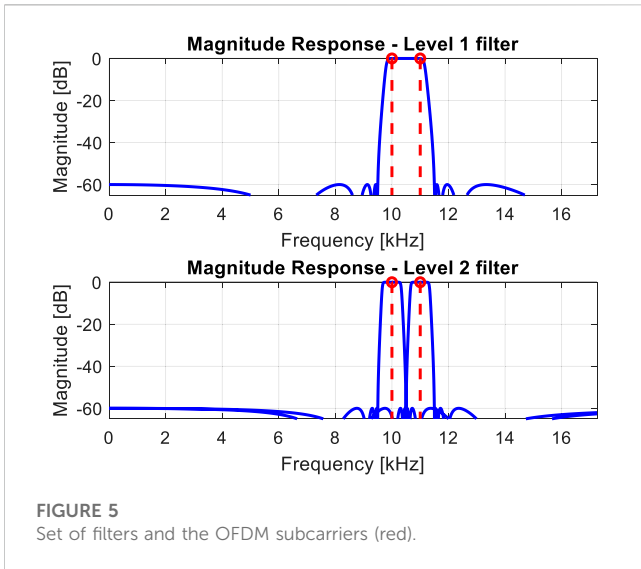 Magnitude Response - Level 1 filter
Magnitude [dB]
0
-20
-40
-60
0 2 4 6 8 10 12 14 16
Frequency [kHz]
Magnitude Response - Level 2 filter
Magnitude [dB]
0
-20
-40
-60
0 2 4 6 8 10 12 14 16
Frequency [kHz]
FIGURE 5
Set of filters and the OFDM subcarriers (red).